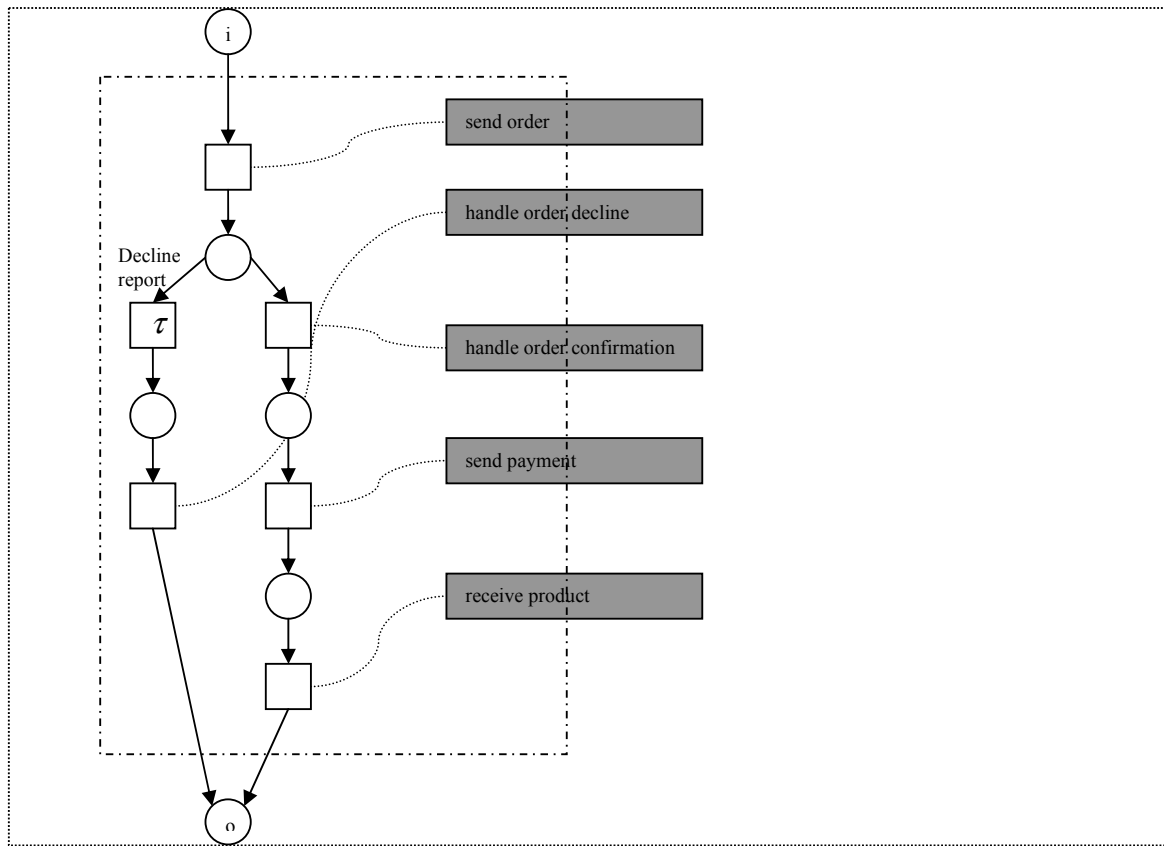 i
send order
handle order decline
Decline
report
τ
handle order confirmation
send payment
receive product
o